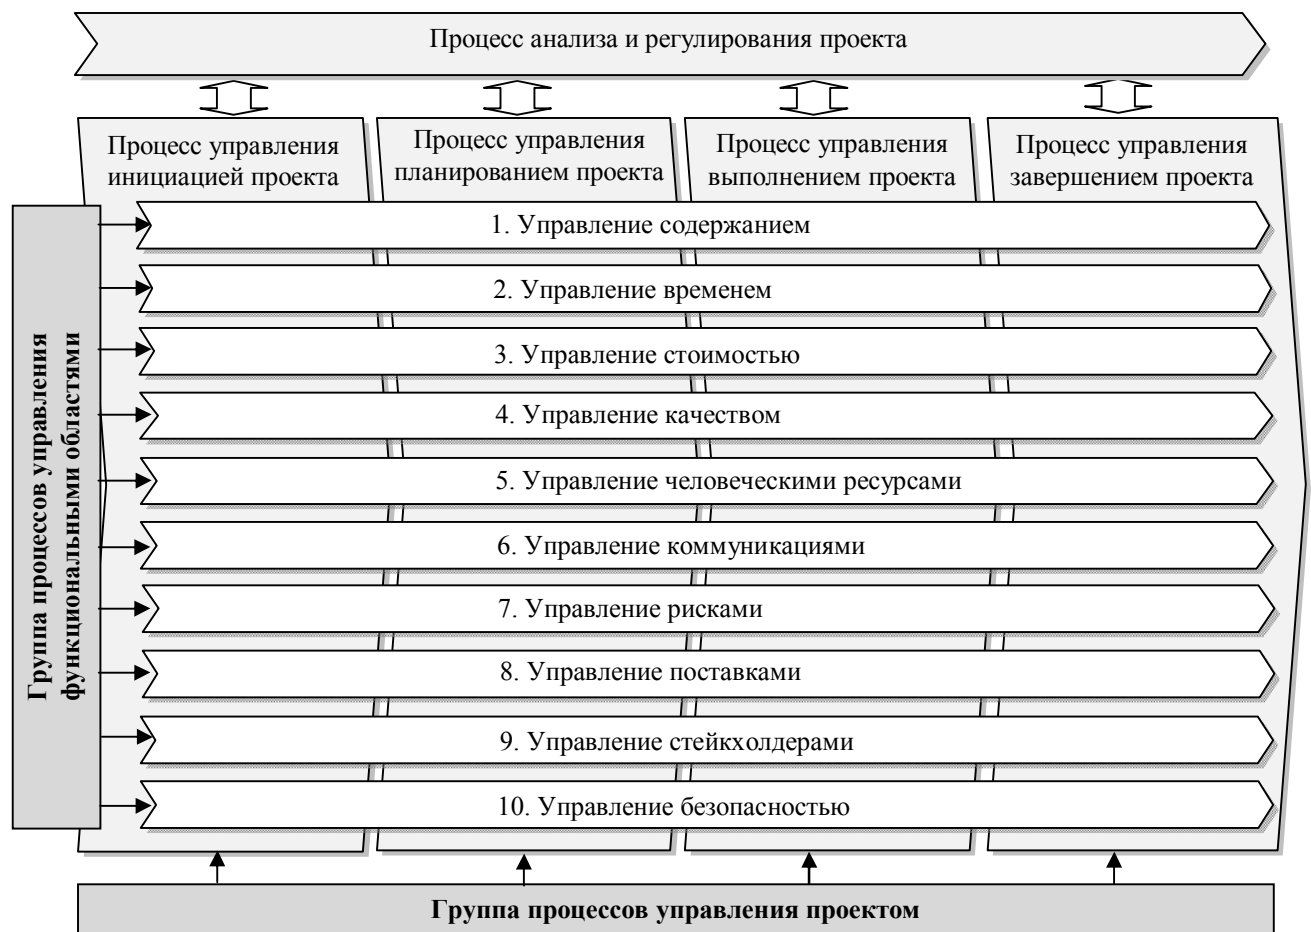 Процесс анализа и регулирования проекта
Процесс управления
инициацией проекта
Процесс управления
планированием проекта
Процесс управления
выполнением проекта
Процесс управления
завершением проекта
Группа процессов управления
функциональными областями
1. Управление содержанием
2. Управление временем
3. Управление стоимостью
4. Управление качеством
5. Управление человеческими ресурсами
6. Управление коммуникациями
7. Управление рисками
8. Управление поставками
9. Управление стейкхолдерами
10. Управление безопасностью
Группа процессов управления проектом